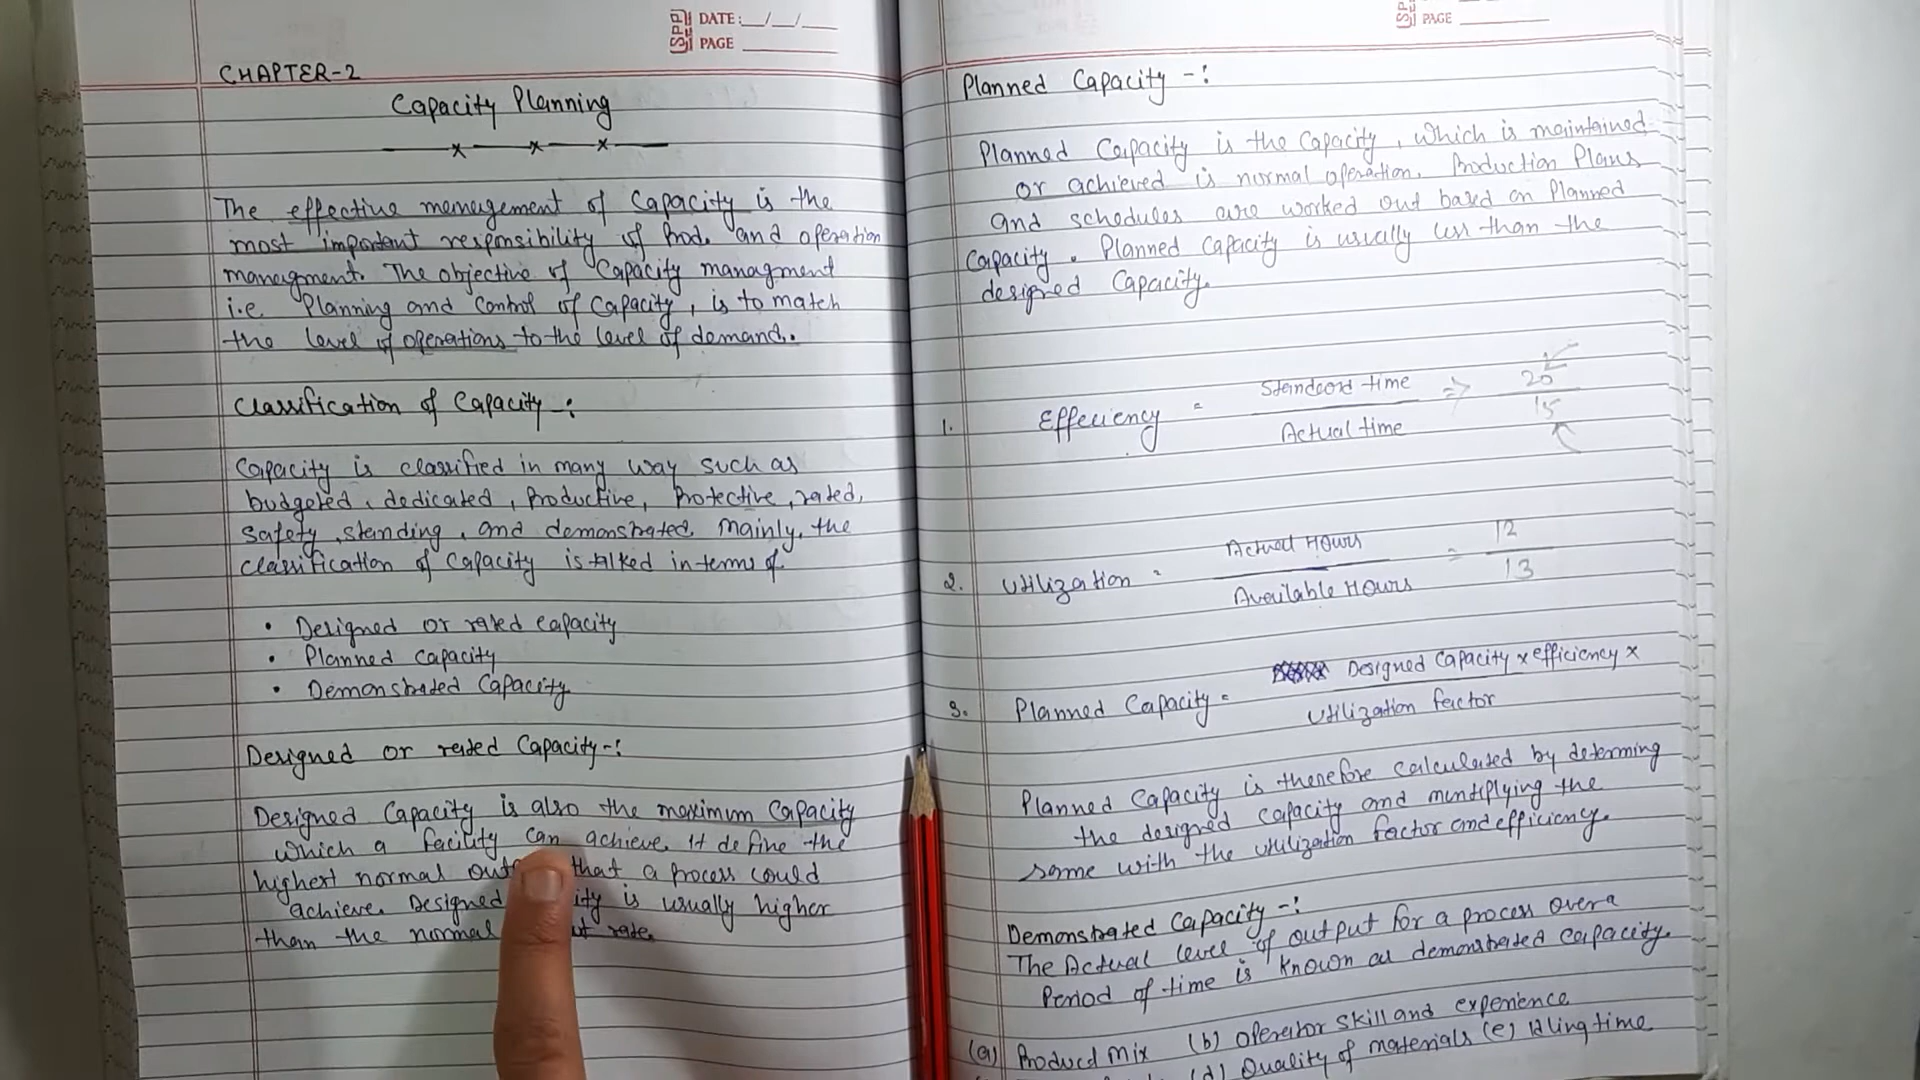 DATE:__/__/__
PAGE
CHAPTER-2
Capacity Planning
The effective menegement of Capacity is the
most important responsibility of Prod. and operation
manegment. The objective of Capacity managment
i.e Planning and Control of Capacity, is to match
the level of operations to the level of demand.
Classification of Capacity-:
Capacity is classified in many way such as
budgeted, dedicated, Productive, Protective, rated,
safety, standing, and demonstrated, mainly, the
classification of Capacity is talked in terms of
• Designed or rated capacity
• Planned capacity
• Demonstrated Capacity
Designed or rated Capacity-:
Designed Capacity is also the maximum capacity
which a facility can achieve. It define the
highest normal that a process could
achieve. Designed is usually higher
than the normal rate.
PAGE
Planned Capacity -:
Planned Capacity is the Capacity, which is maintained
or achieved is normal operation. Production Plans
and schedules are worked out based on Planned
Capacity. Planned Capacity is usually less than the
designed Capacity.
1. Effeciency = Standard time / Actual time => 20 / 15
2. Utilization = Actual Hours / Available Hours = 12 / 13
3. Planned Capacity = Designed Capacity x efficiency x / Utilization factor
Planned Capacity is therefore calculated by determing
the designed capacity and multiplying the
same with the utilization factor and efficiency.
Demonstrated Capacity-:
The Actual level of output for a process over a
Period of time is known as demonstrated capacity.
(a) Product Mix (b) operator skill and experience
(d) Quality of materials (e) Idling time